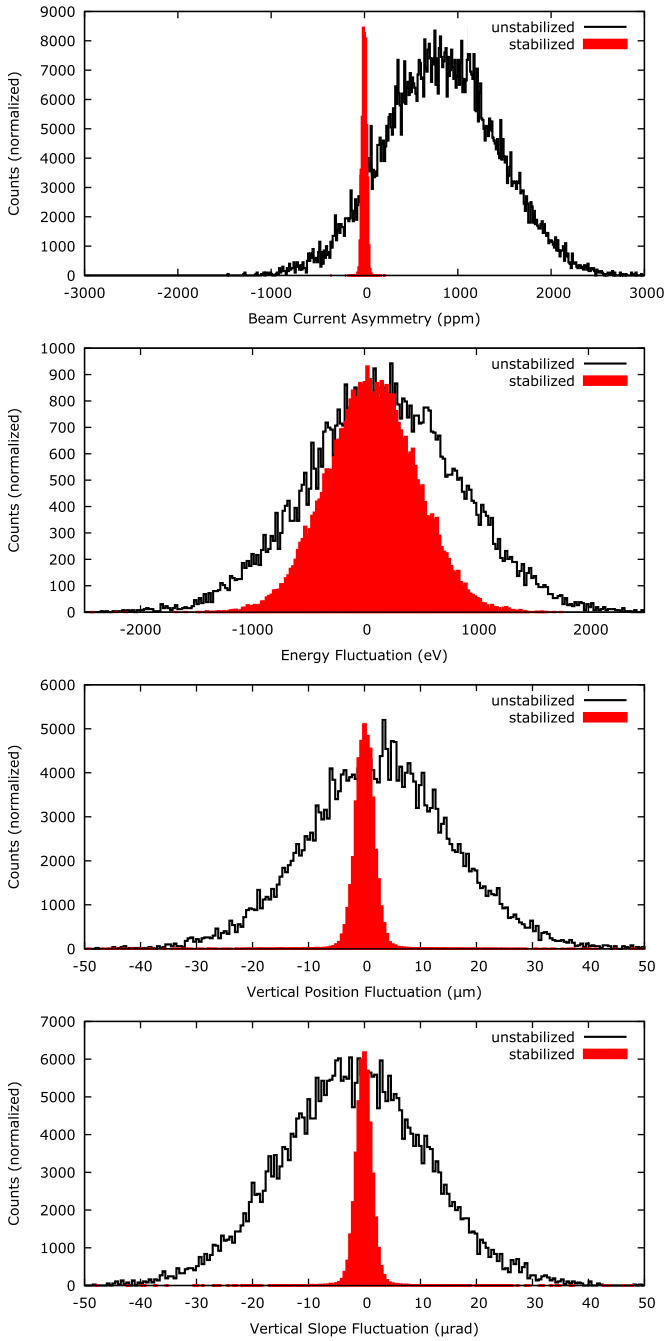 9000
8000
7000
6000
5000
4000
3000
2000
1000
0
Counts (normalized)
unstabilized
stabilized
-3000 -2000 -1000 0 1000 2000 3000
Beam Current Asymmetry (ppm)
1000
900
800
700
600
500
400
300
200
100
0
Counts (normalized)
unstabilized
stabilized
-2000 -1000 0 1000 2000
Energy Fluctuation (eV)
6000
5000
4000
3000
2000
1000
0
Counts (normalized)
unstabilized
stabilized
-50 -40 -30 -20 -10 0 10 20 30 40 50
Vertical Position Fluctuation (μm)
7000
6000
5000
4000
3000
2000
1000
0
Counts (normalized)
unstabilized
stabilized
-50 -40 -30 -20 -10 0 10 20 30 40 50
Vertical Slope Fluctuation (μrad)